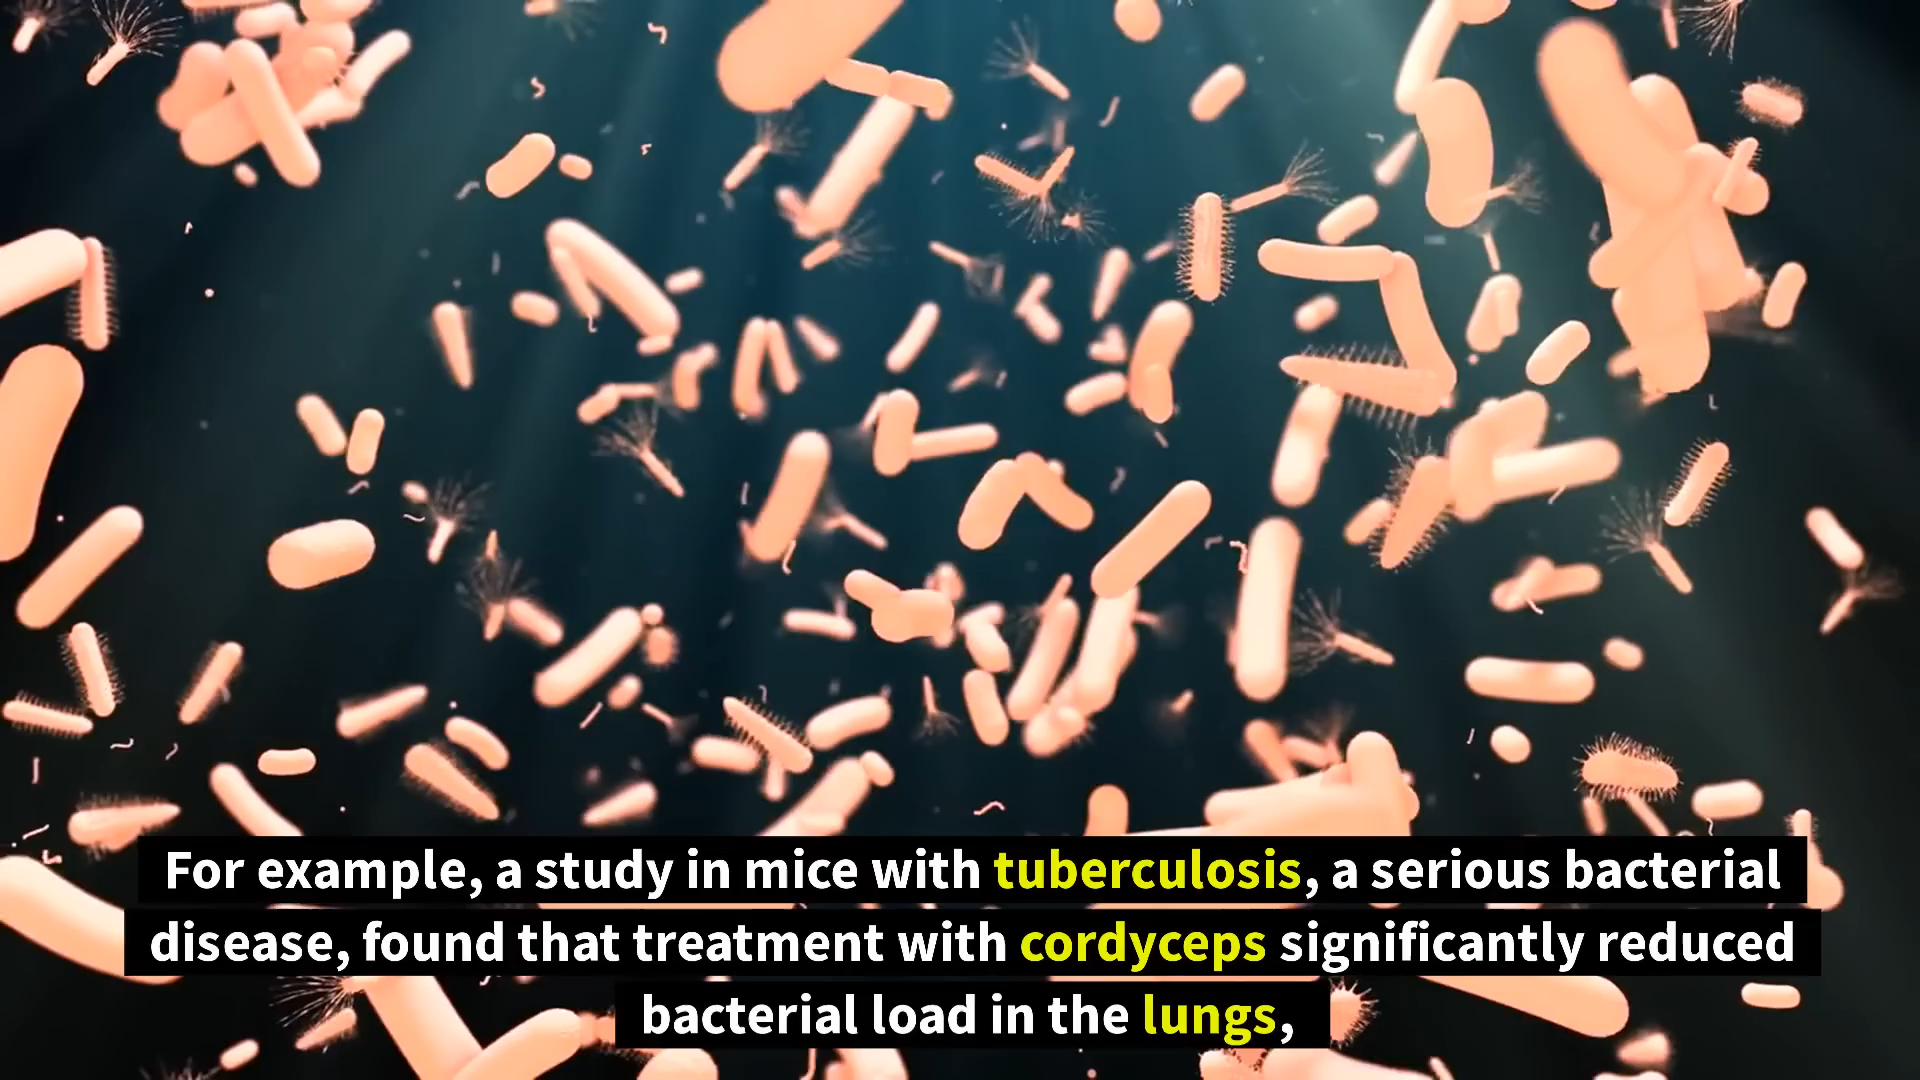 For example, a study in mice with tuberculosis, a serious bacterial
disease, found that treatment with cordyceps significantly reduced
bacterial load in the lungs,